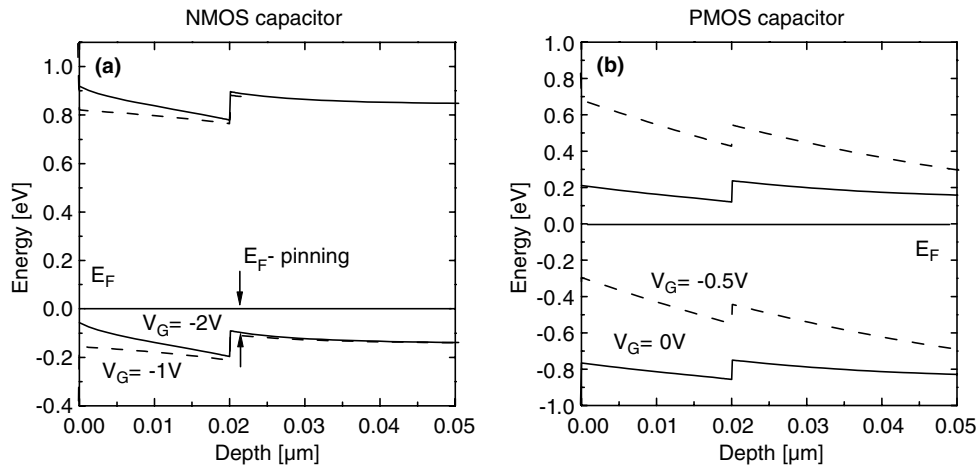 NMOS capacitor
(a)
1.0
0.8
0.6
0.4
0.2
0.0
-0.2
-0.4
Energy [eV]
E_F- pinning
E_F
V_G= -2V
V_G= -1V
0.00 0.01 0.02 0.03 0.04 0.05
Depth [µm]
PMOS capacitor
(b)
1.0
0.8
0.6
0.4
0.2
0.0
-0.2
-0.4
-0.6
-0.8
-1.0
Energy [eV]
E_F
V_G= -0.5V
V_G= 0V
0.00 0.01 0.02 0.03 0.04 0.05
Depth [µm]